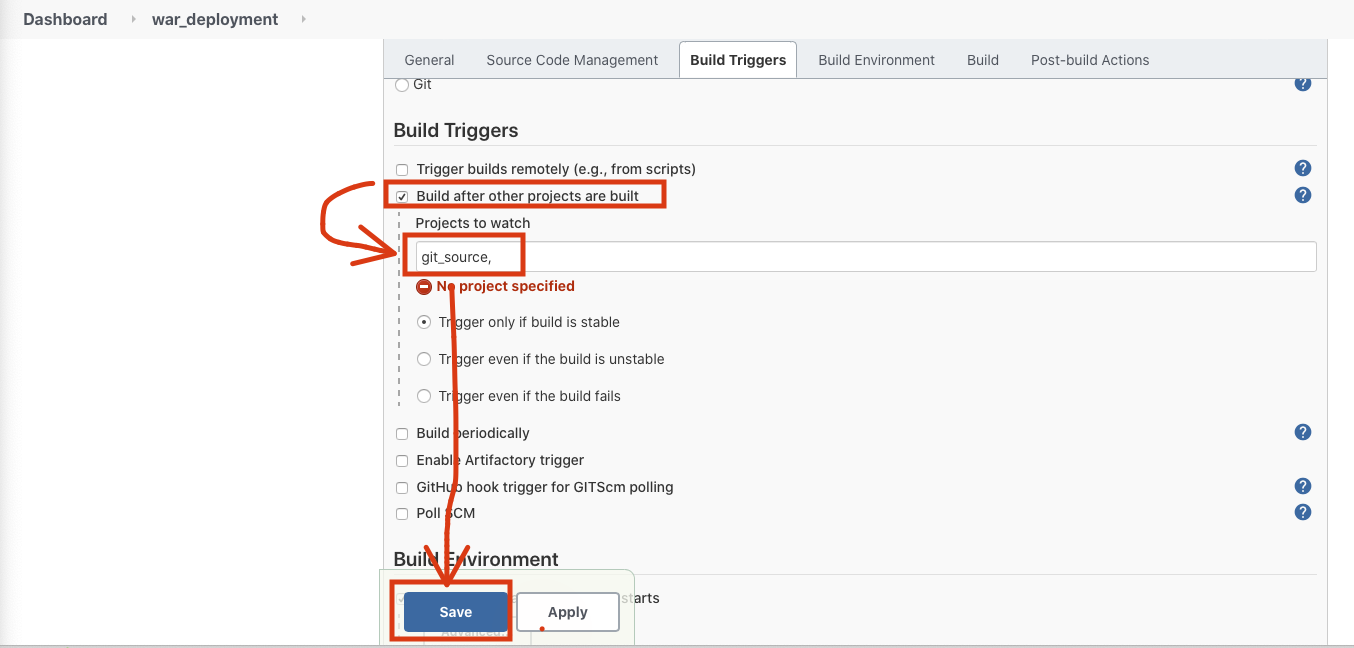 Dashboard war_deployment
General Source Code Management Build Triggers Build Environment Build Post-build Actions
Git ?
Build Triggers
Trigger builds remotely (e.g., from scripts) ?
Build after other projects are built ?
Projects to watch
git_source,
No project specified
Trigger only if build is stable
Trigger even if the build is unstable
Trigger even if the build fails
Build periodically ?
Enable Artifactory trigger
GitHub hook trigger for GITScm polling ?
Poll SCM ?
Build Environment
starts
Save Apply
Advanced.